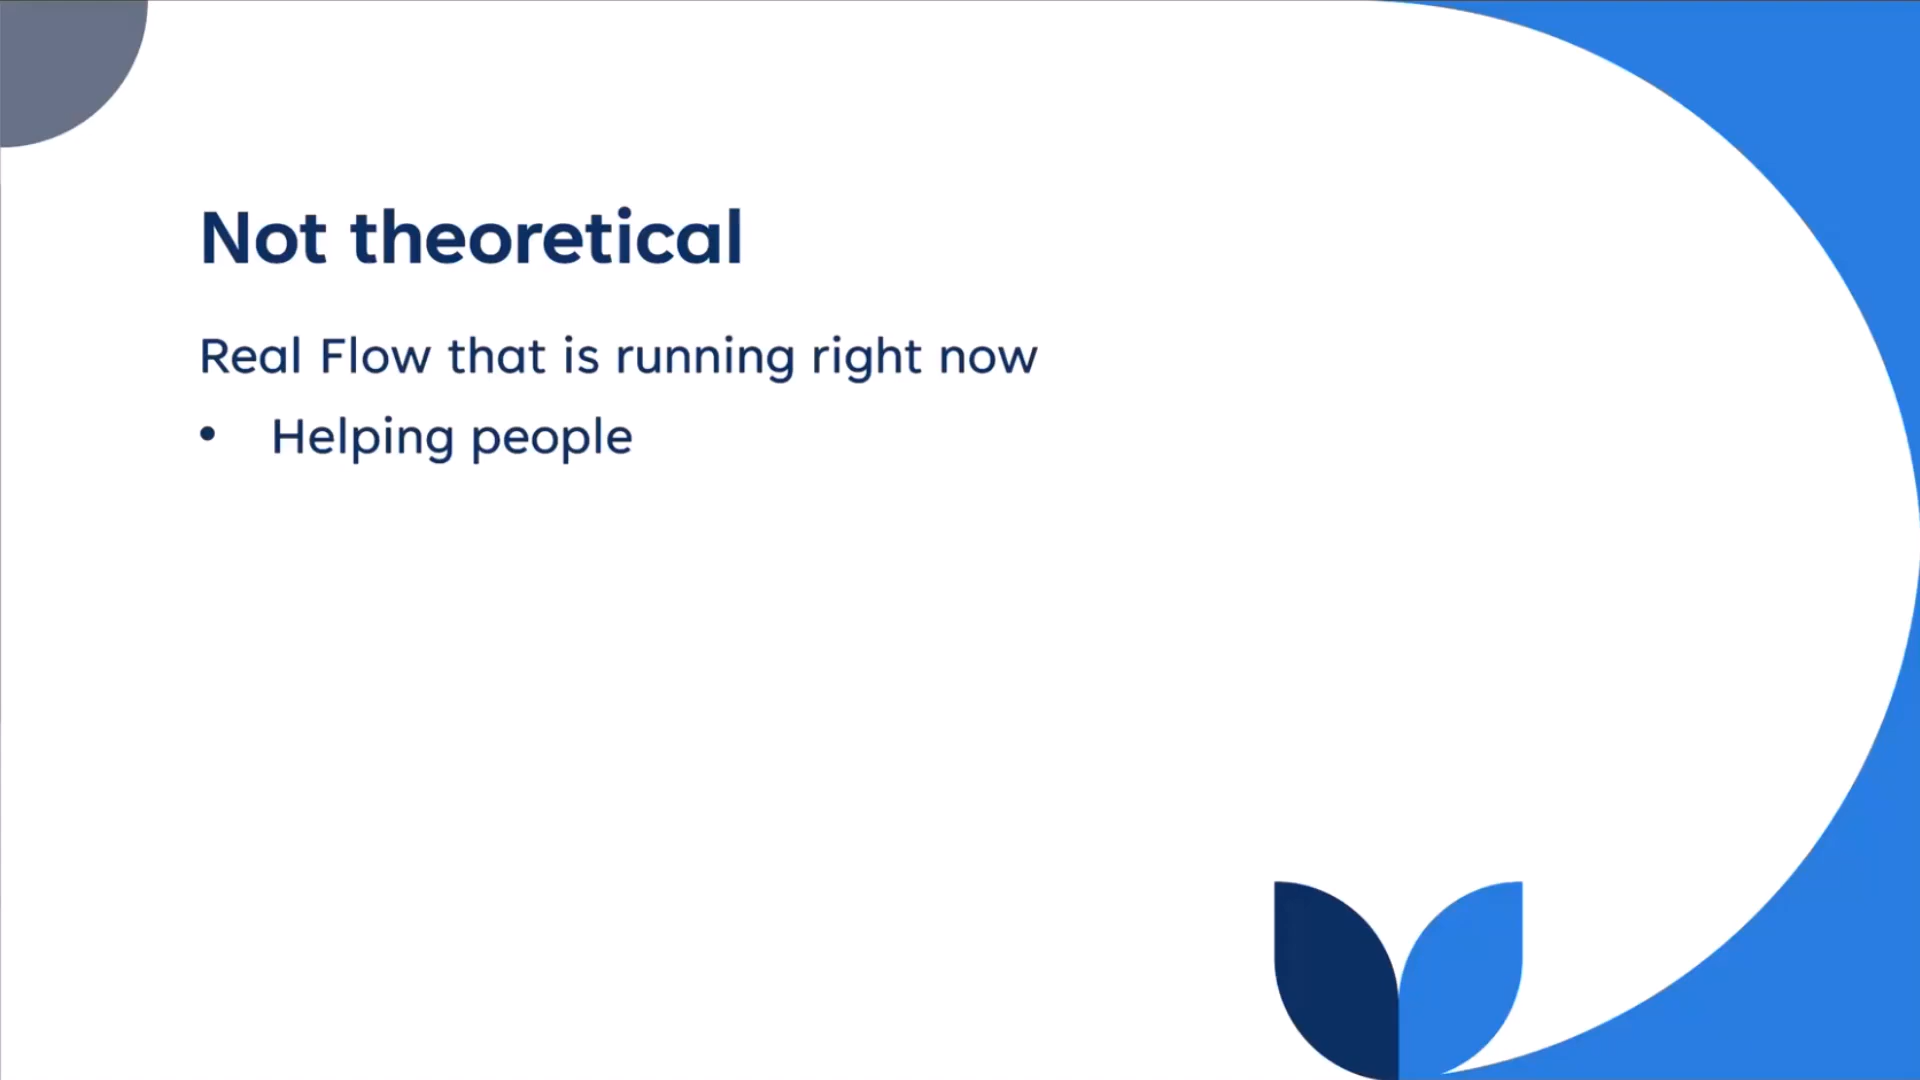 Not theoretical
Real Flow that is running right now
• Helping people